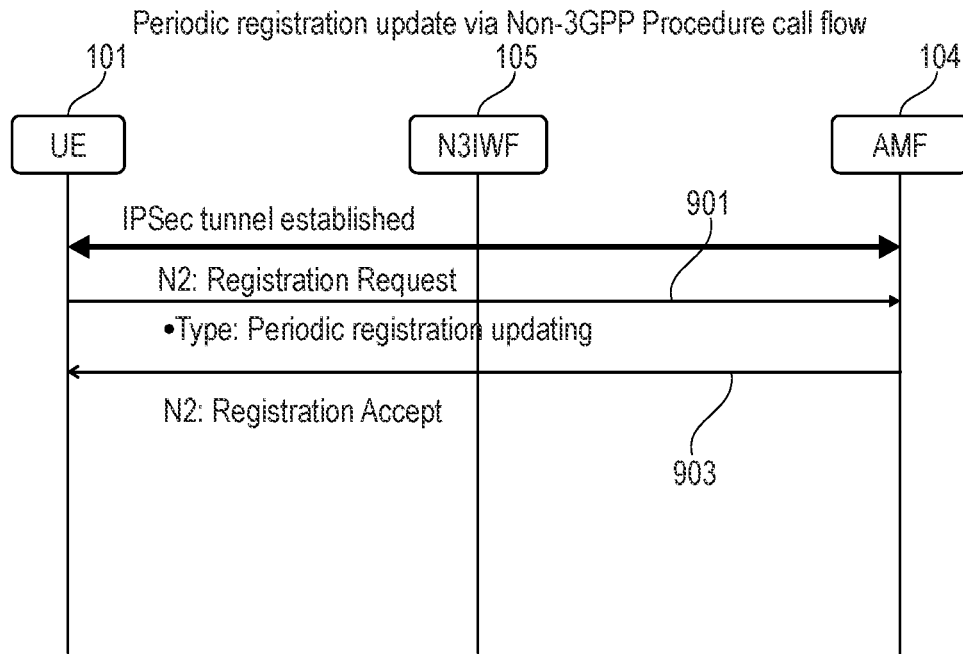 Periodic registration update via Non-3GPP Procedure call flow
101
105
104
UE
N3IWF
AMF
901
IPSec tunnel established
N2: Registration Request
•Type: Periodic registration updating
N2: Registration Accept
903